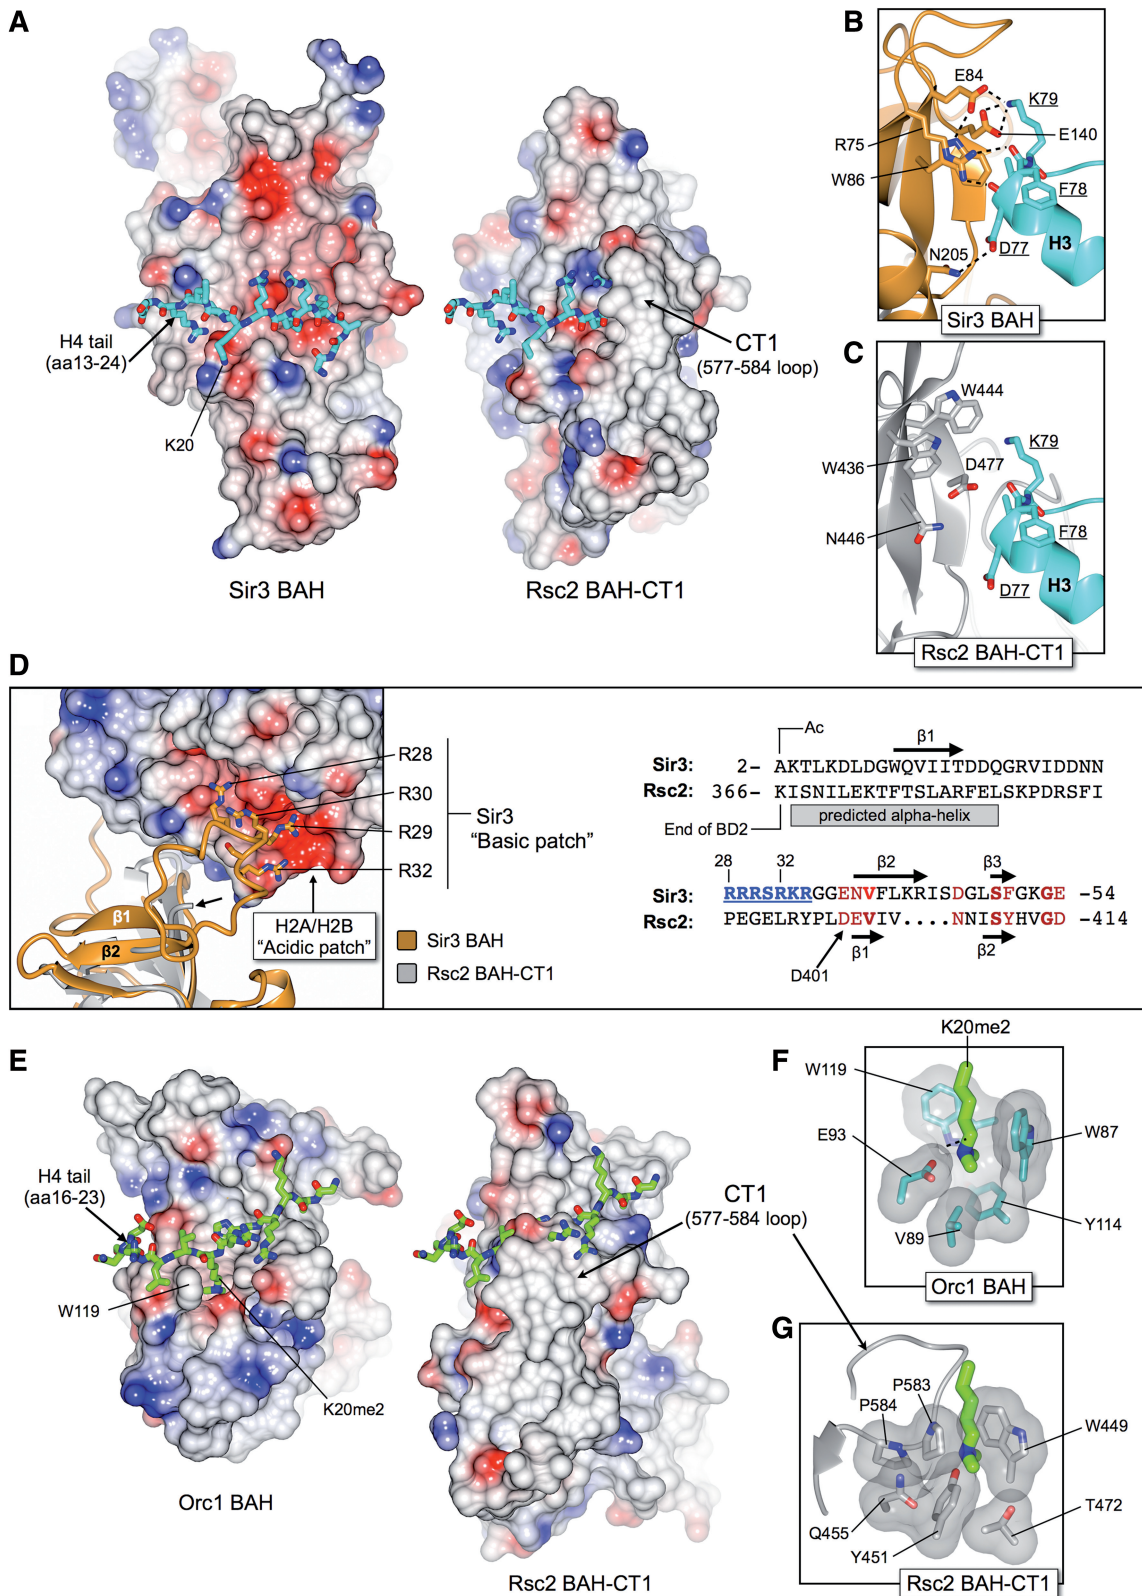 A
H4 tail
(aa13-24)
K20
CT1
(577-584 loop)
Sir3 BAH
Rsc2 BAH-CT1
B
E84
K79
R75
E140
W86
F78
N205
D77
H3
Sir3 BAH
C
W444
K79
W436
D477
N446
F78
H3
D77
Rsc2 BAH-CT1
D
R28
R30
R29
R32
Sir3
“Basic patch”
β1
β2
H2A/H2B
“Acidic patch”
Sir3 BAH
Rsc2 BAH-CT1
Ac
β1
Sir3: 2– AKTLKDLDGWQVIITDDQGRVIDDNN
Rsc2: 366– KISNILEKTFTSLARFELSKPDRSFI
End of BD2
predicted alpha-helix
28 32 β2 β3
Sir3: RRRSRKRGGENVFLKRISDGLSFGKGE –54
Rsc2: PEGELRYPLDEVIV....NNISYHVGD –414
D401 β1 β2
E
H4 tail
(aa16-23)
W119
K20me2
CT1
(577-584 loop)
Orc1 BAH
Rsc2 BAH-CT1
F
K20me2
W119
E93
W87
V89
Y114
Orc1 BAH
G
P583
P584
W449
Q455
T472
Y451
Rsc2 BAH-CT1